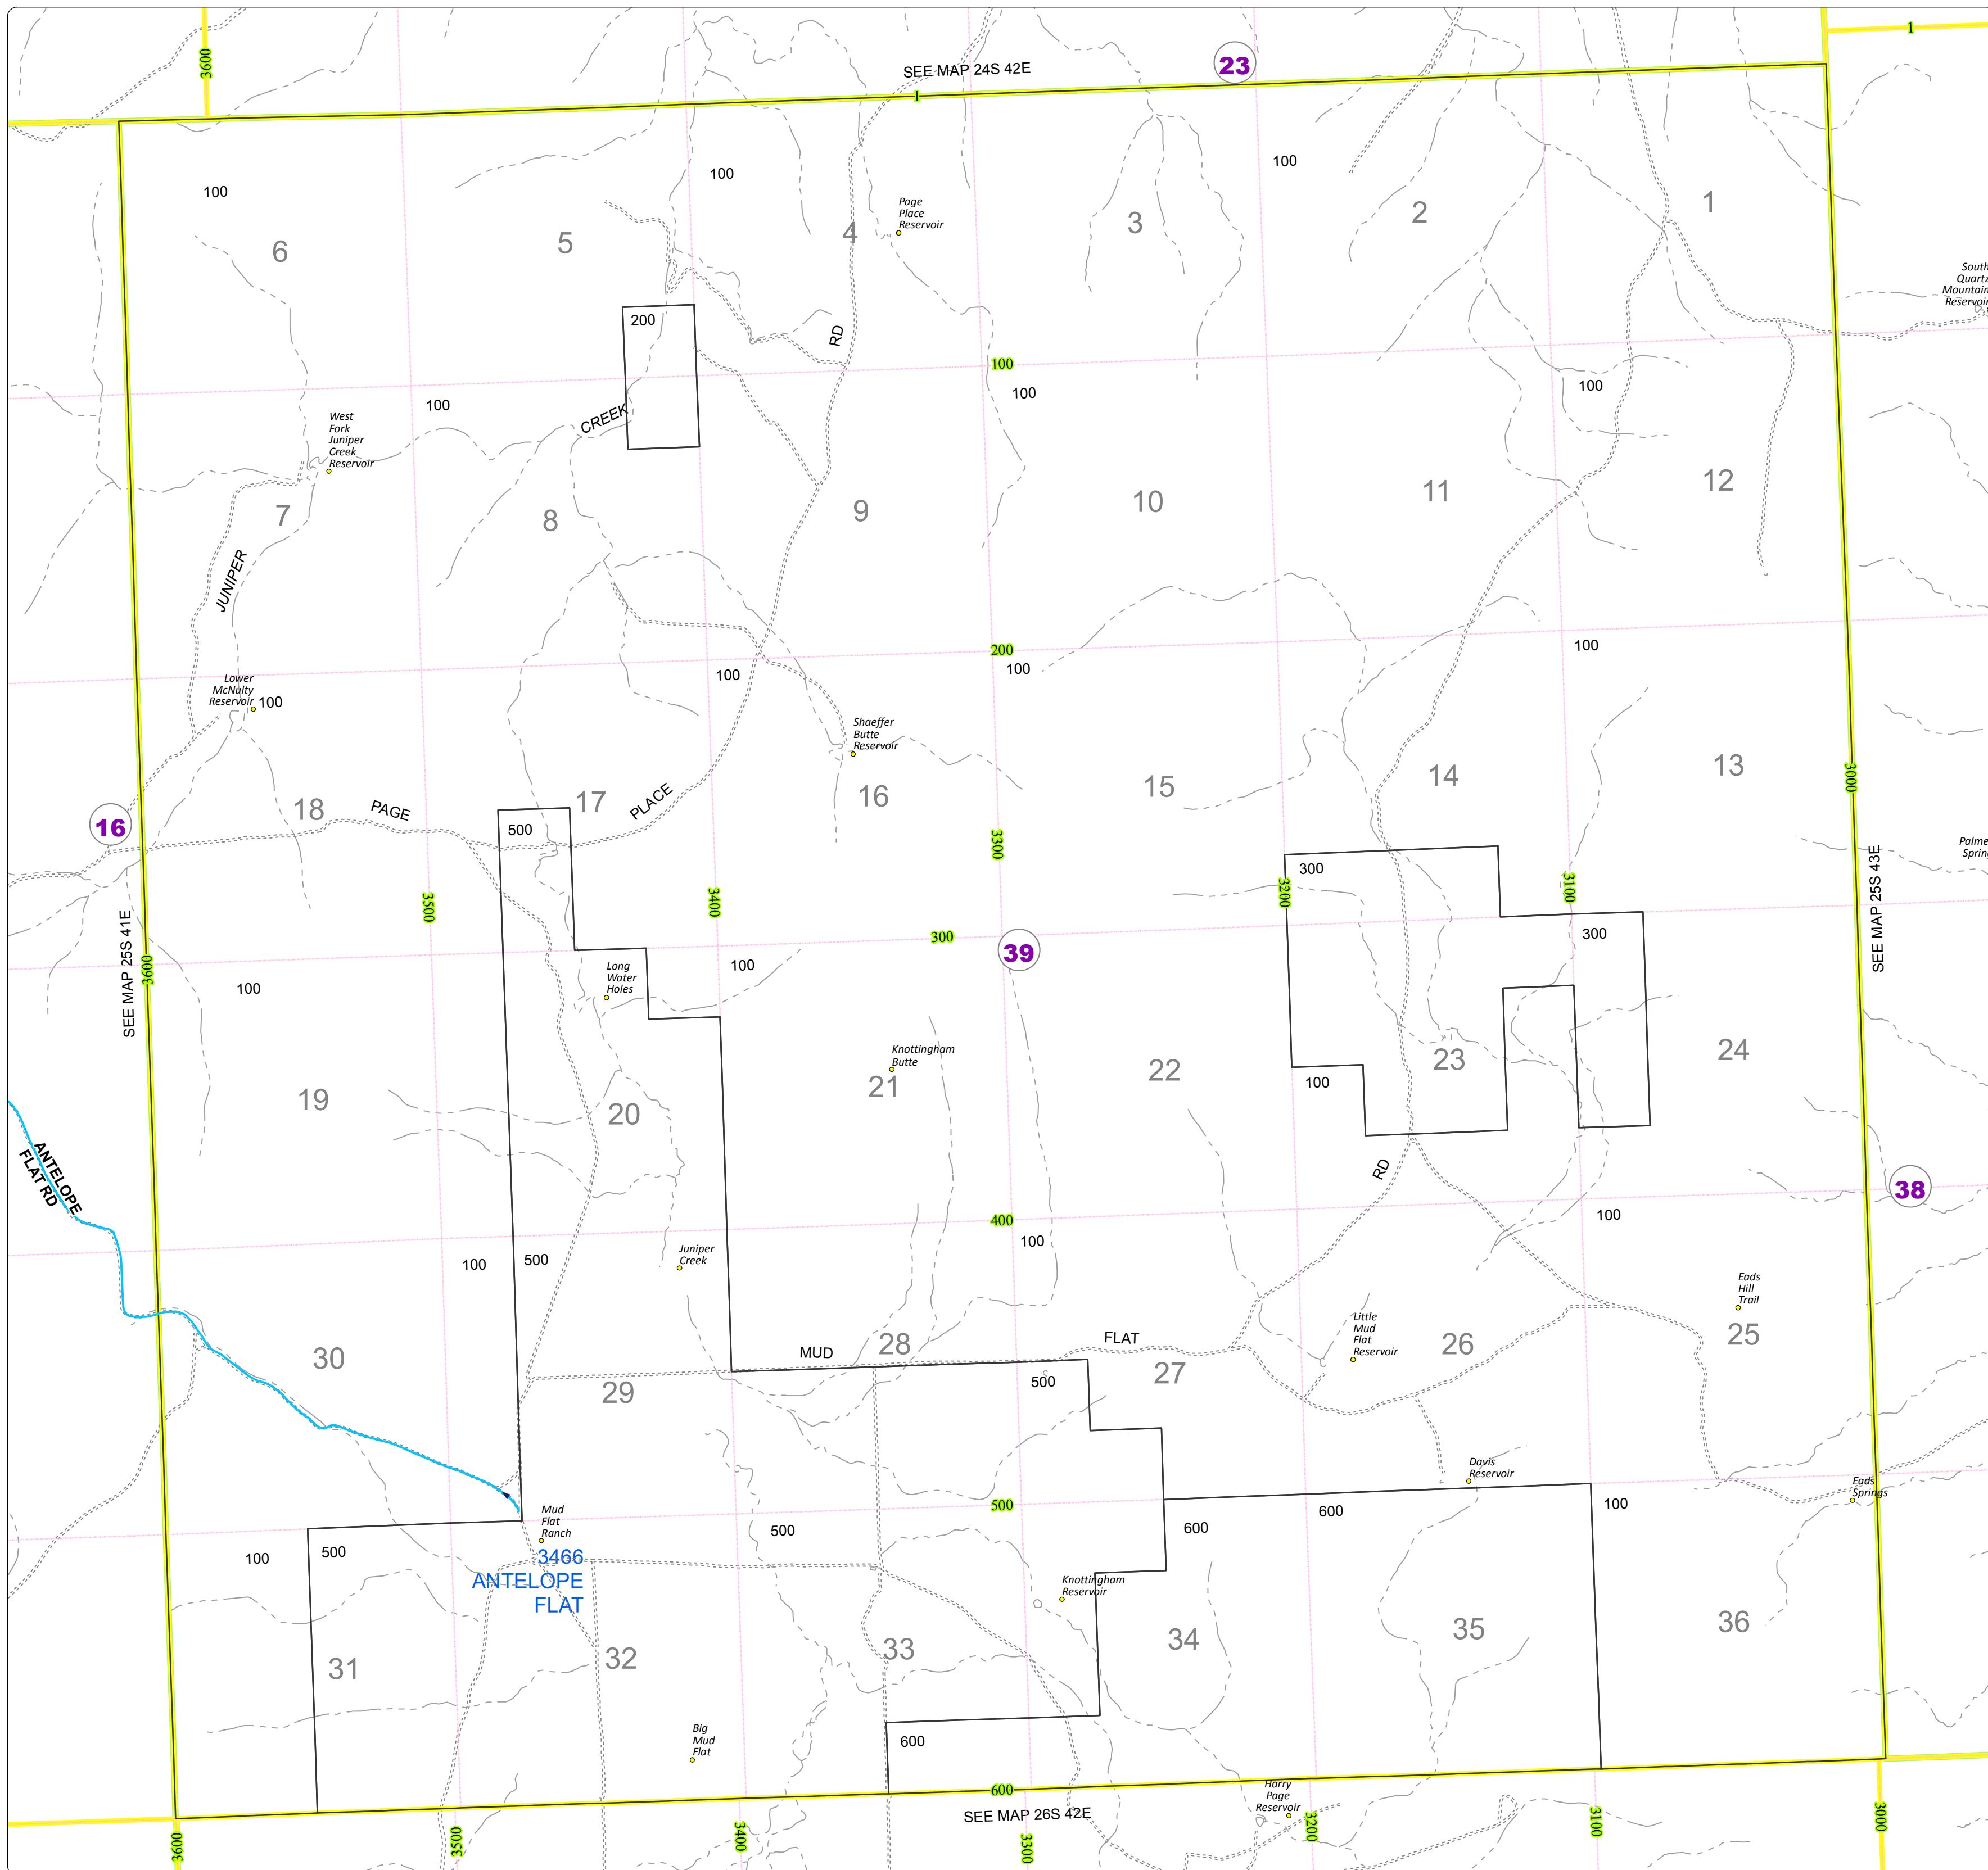 1
3600
SEE MAP 24S 42E
23
1
100
100
100
100
6
5
4
3
2
1
Page
Place
Reservoir
South
Quartz
Mountain
Reservoir
200
RD
100
100
100
100
CREEK
West
Fork
Juniper
Creek
Reservoir
7
8
9
10
11
12
JUNIPER
200
100
100
100
Lower
McNulty
Reservoir
100
Shaeffer
Butte
Reservoir
18
17
16
15
14
13
PAGE
PLACE
16
500
3300
3000
300
3500
3400
3200
3100
SEE MAP 25S 41E
SEE MAP 25S 43E
3600
300
39
300
100
100
Long
Water
Holes
Knottingham
Butte
19
20
21
22
23
24
100
ANTELOPE
FLAT RD
RD
38
400
100
100
100
500
Juniper
Creek
Eads
Hill
Trail
Little
Mud
Flat
Reservoir
30
29
28
27
26
25
MUD
FLAT
500
Davis
Reservoir
Eads
Springs
500
600
600
100
Mud
Flat
Ranch
500
100
500
3466
ANTELOPE
FLAT
Knottingham
Reservoir
31
32
33
34
35
36
Big
Mud
Flat
600
600
Harry
Page
Reservoir
SEE MAP 26S 42E
3600
3500
3400
3300
3200
3100
3000